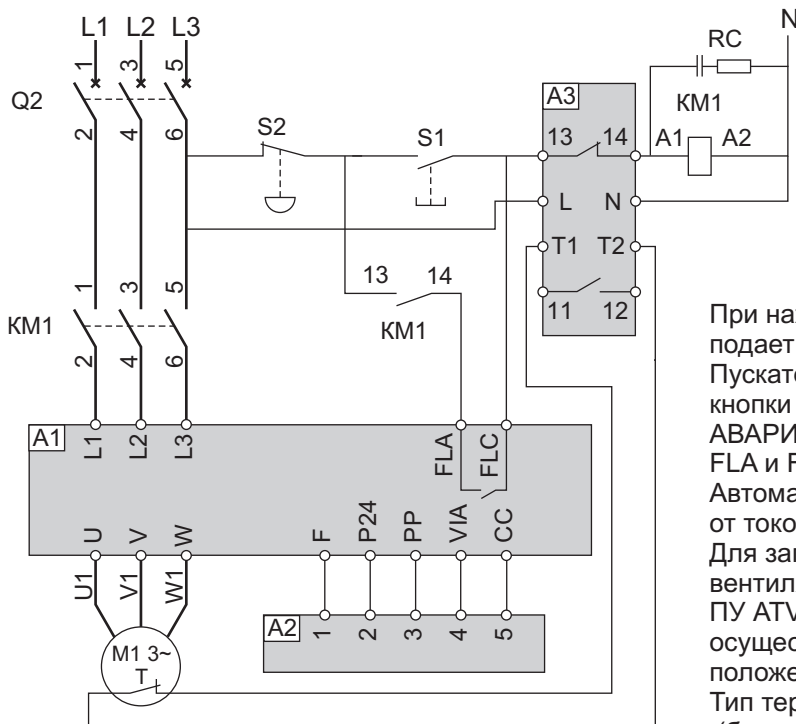 L1 L2 L3
N
RC
1 3 5
Q2
2 4 6
S2
S1
A3
KM1
13 14
A1 A2
L N
T1 T2
13 14
KM1
11 12
1 3 5
KM1
2 4 6
A1
L1 L2 L3
FLA FLC
U V W
F P24 PP VIA CC
U1 V1 W1
A2
1 2 3 4 5
M1 3~
T
При на
подает
Пускат
кнопки
АВАРИ
FLA и F
Автома
от токо
Для за
вентил
ПУ ATV
осущес
положе
Тип тер